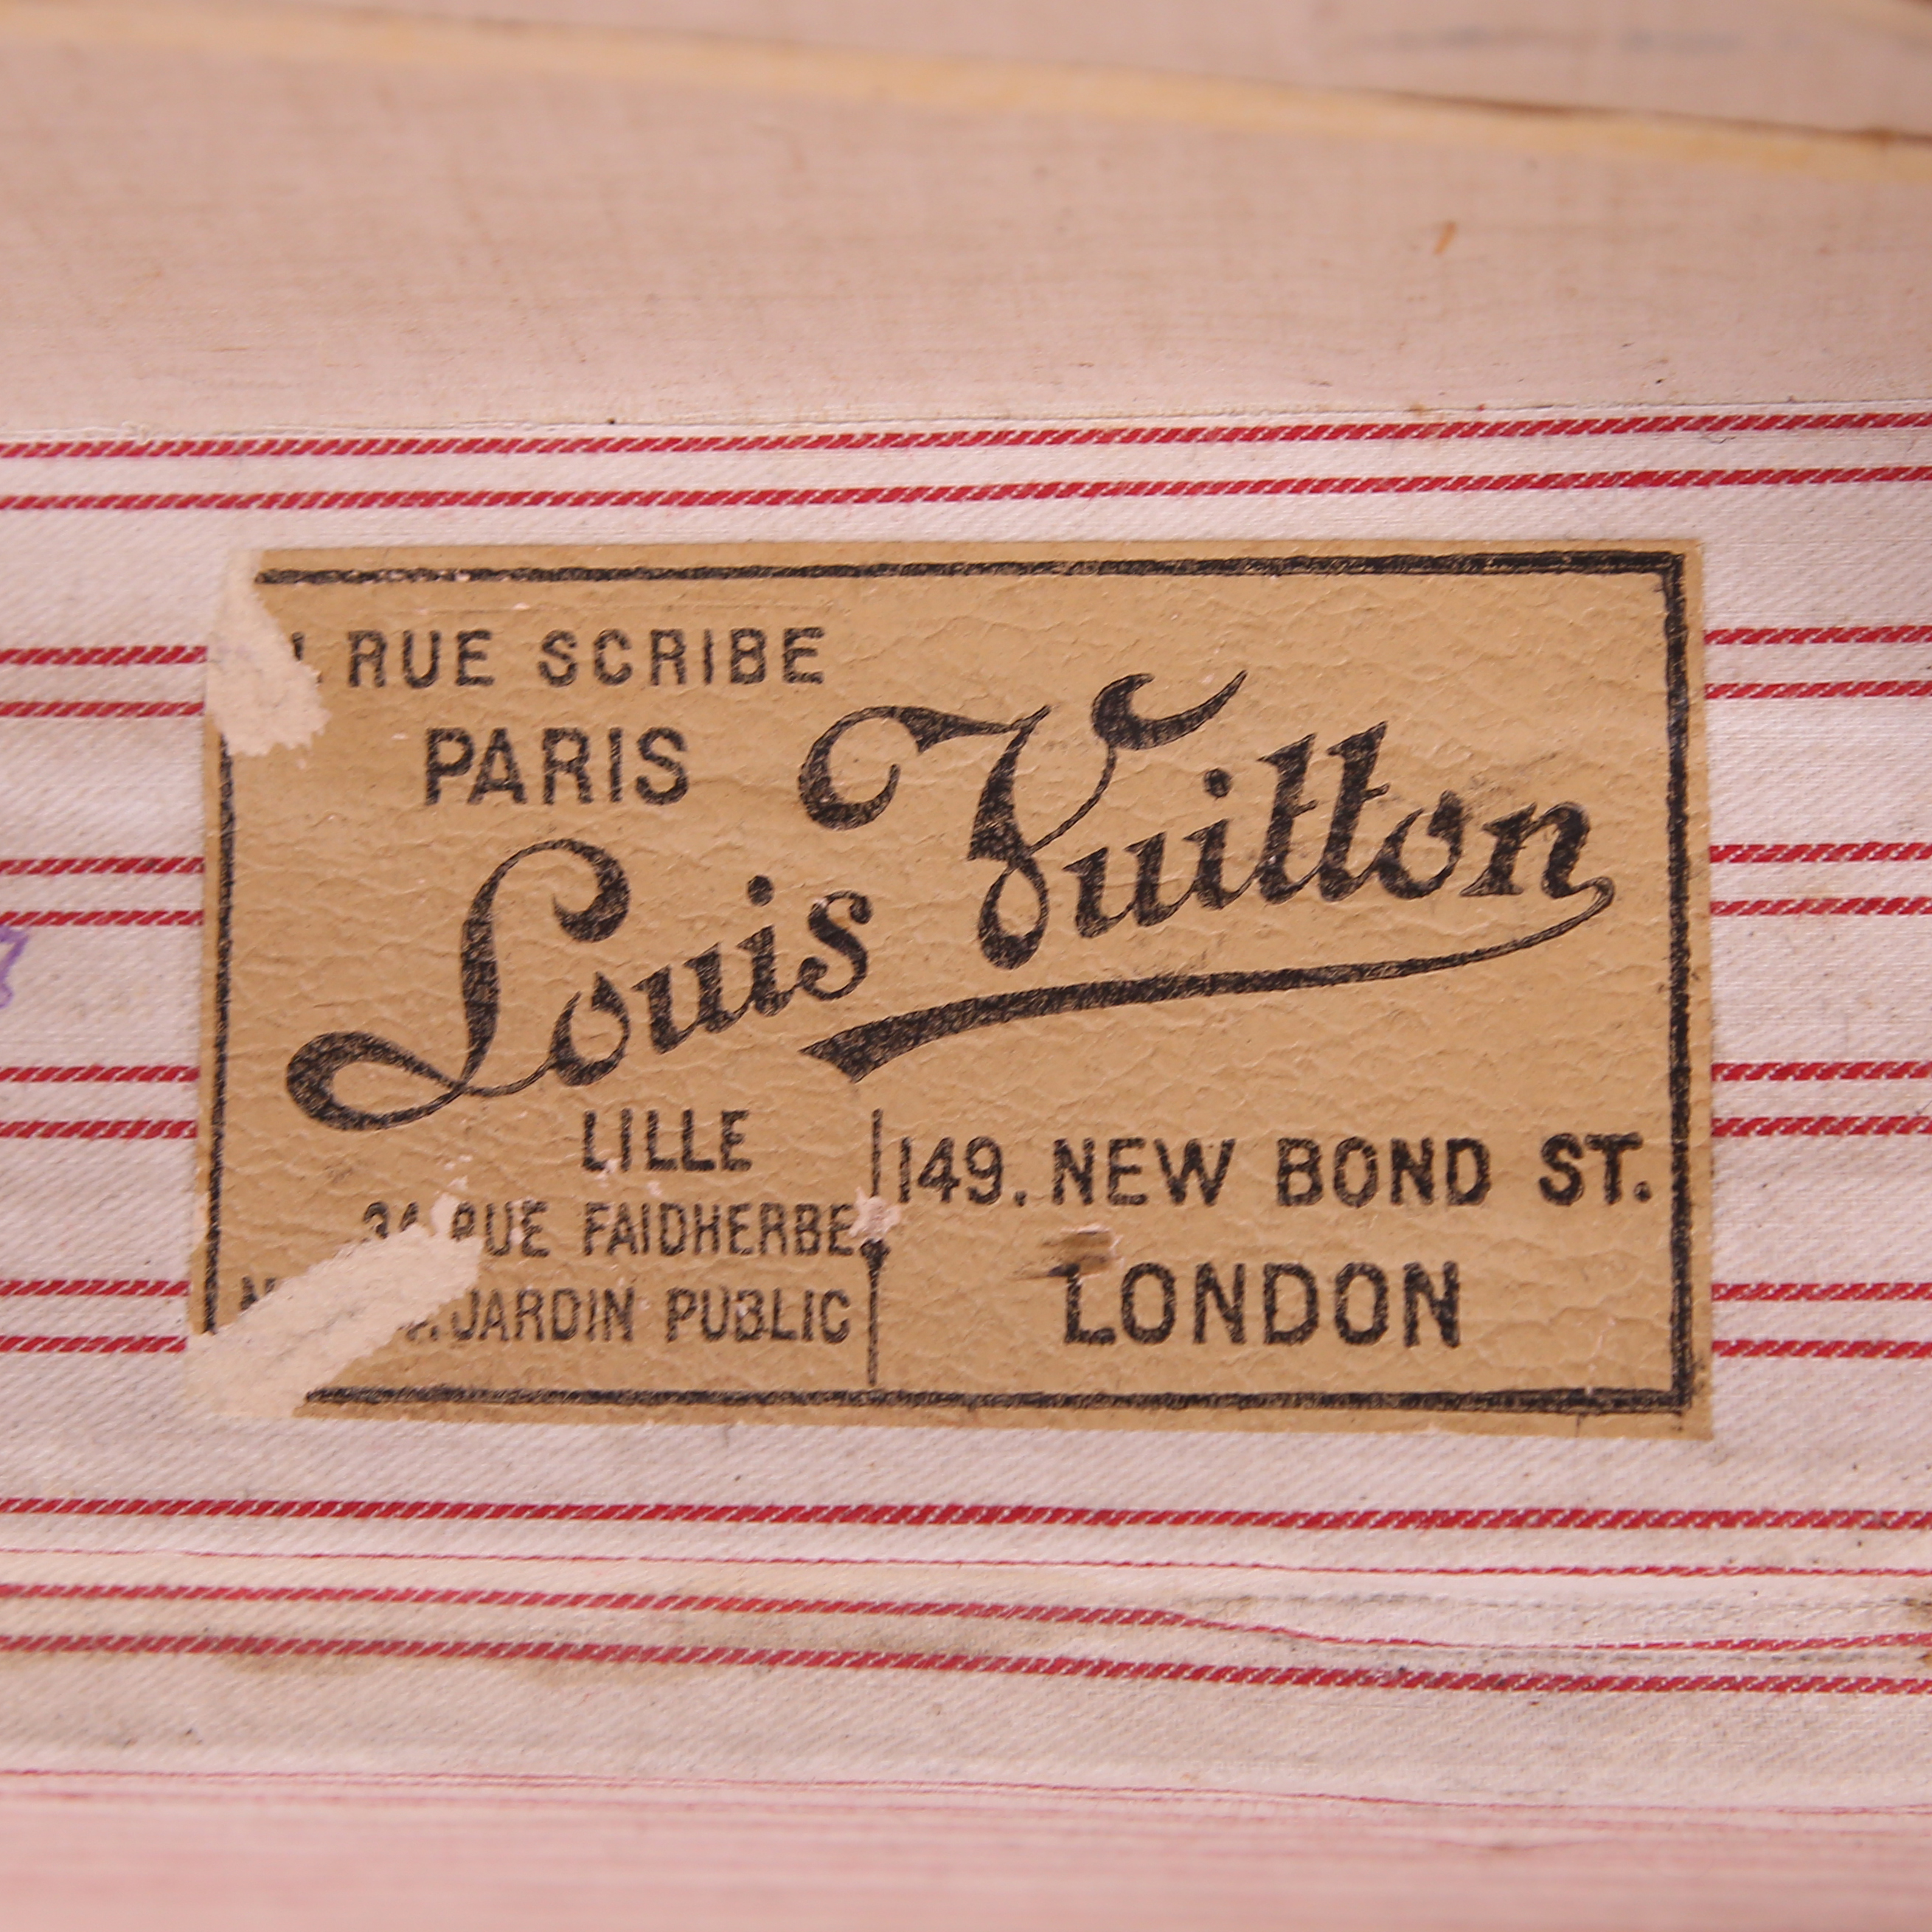 RUE SCRIBE
PARIS
Louis Vuitton
LILLE
RUE FAIDHERBE
JARDIN PUBLIC
149. NEW BOND ST.
LONDON